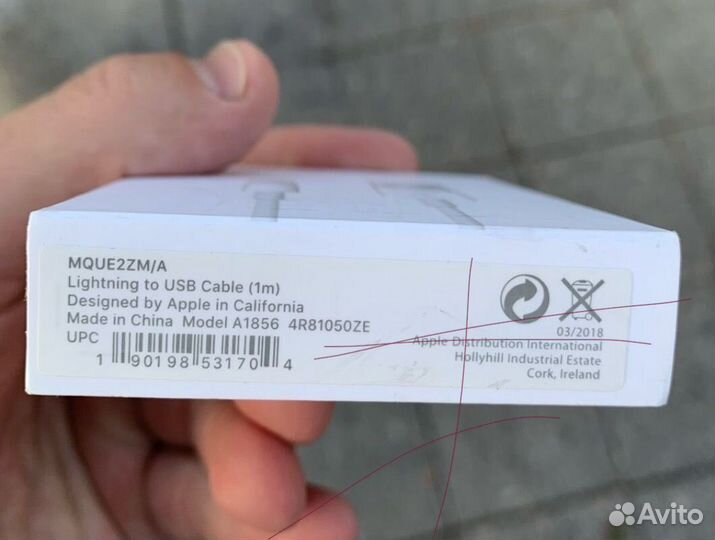 MQUE2ZM/A
Lightning to USB Cable (1m)
Designed by Apple in California
Made in China Model A1856 4R81050ZE
UPC
1 90198 53170 4
03/2018
Apple Distribution International
Hollyhill Industrial Estate
Cork, Ireland
Avito